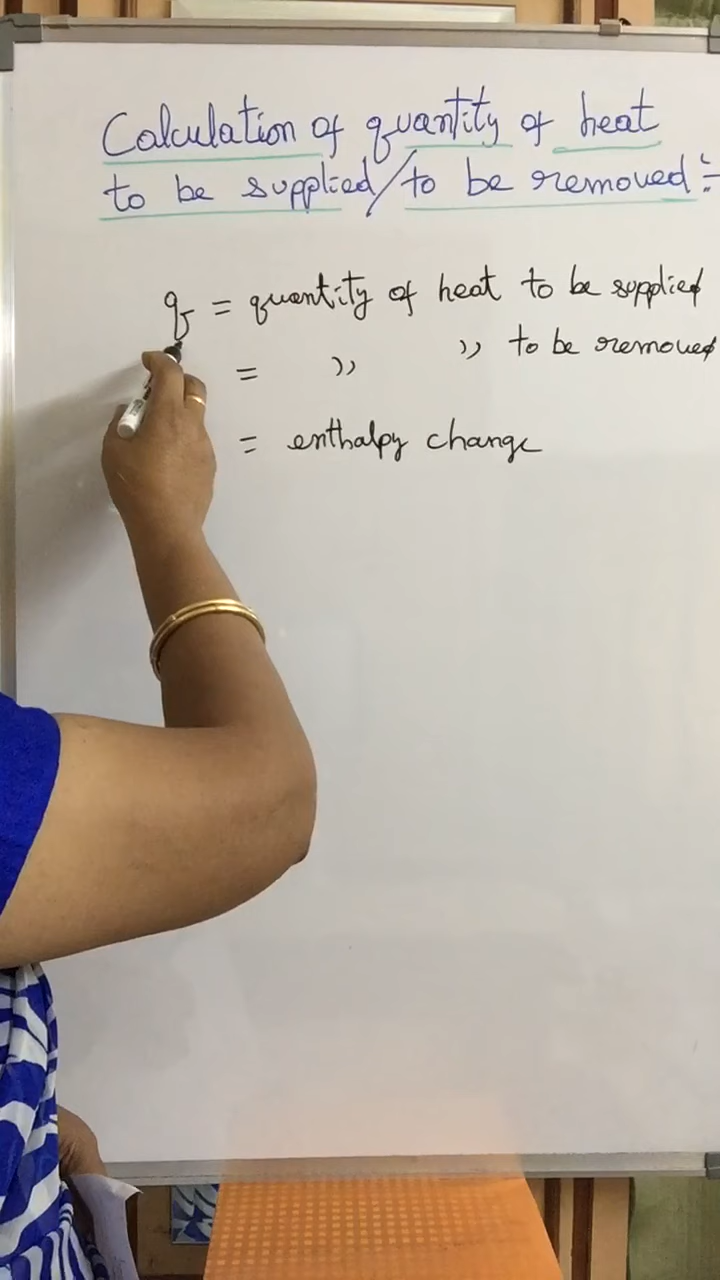 Calculation of quantity of heat
to be supplied/to be removed:-
q = quantity of heat to be supplied
= ,, ,, to be removed
= enthalpy change